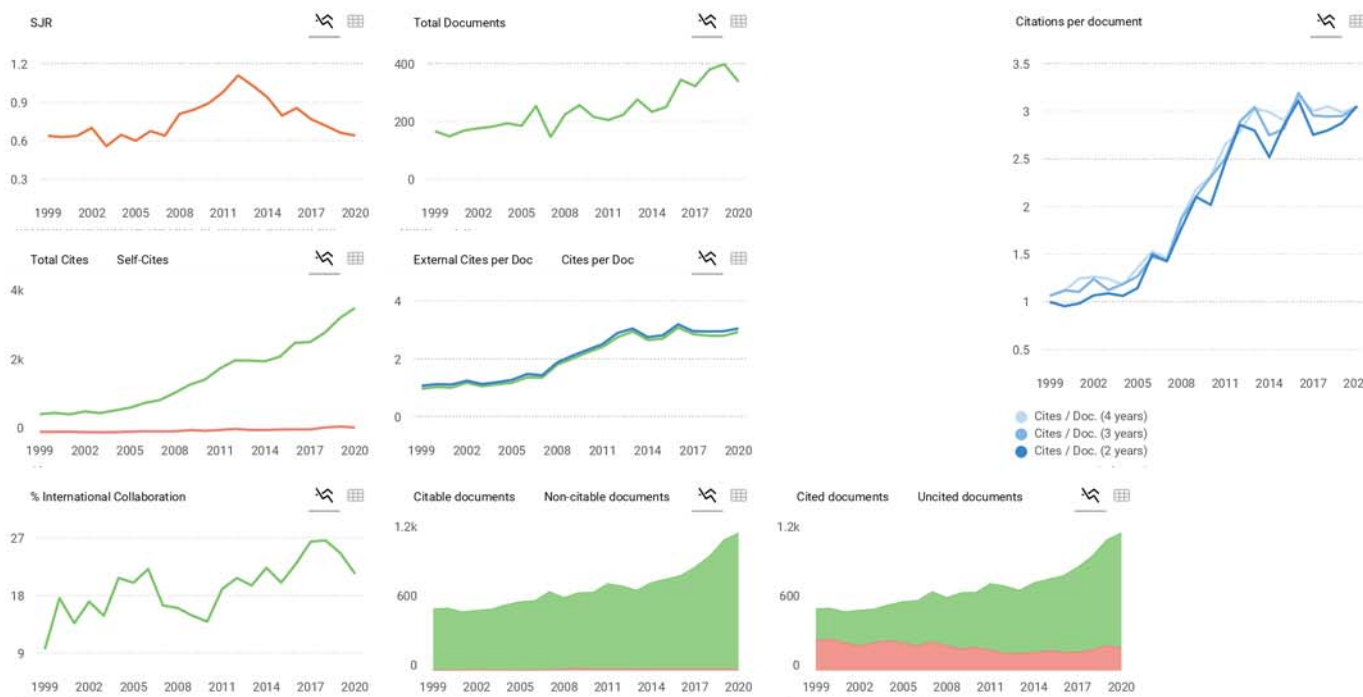 SJR
1.2
0.9
0.6
0.3
1999 2002 2005 2008 2011 2014 2017 2020
Total Documents
400
200
0
1999 2002 2005 2008 2011 2014 2017 2020
Citations per document
3.5
3
2.5
2
1.5
1
0.5
1999 2002 2005 2008 2011 2014 2017
Cites / Doc. (4 years)
Cites / Doc. (3 years)
Cites / Doc. (2 years)
Total Cites Self-Cites
4k
2k
0
1999 2002 2005 2008 2011 2014 2017 2020
External Cites per Doc Cites per Doc
4
2
0
1999 2002 2005 2008 2011 2014 2017 2020
% International Collaboration
27
18
9
1999 2002 2005 2008 2011 2014 2017 2020
Citable documents Non-citable documents
1.2k
600
0
1999 2002 2005 2008 2011 2014 2017 2020
Cited documents Uncited documents
1.2k
600
0
1999 2002 2005 2008 2011 2014 2017 2020